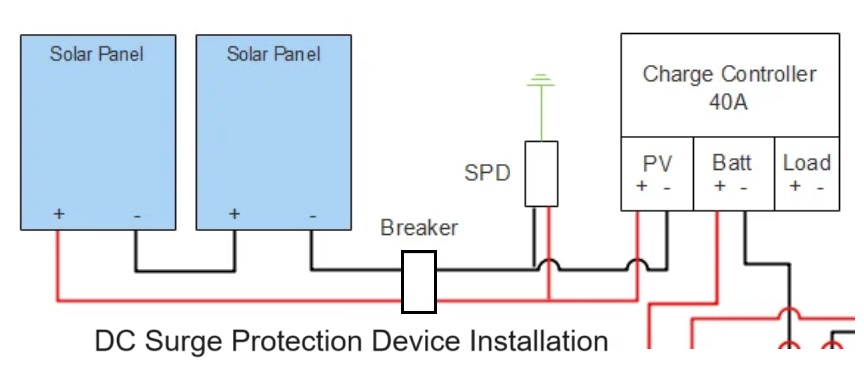 Solar Panel
Solar Panel
Charge Controller
40A
SPD
PV
Batt
Load
+ -
+ -
+ -
+ -
+ -
Breaker
DC Surge Protection Device Installation